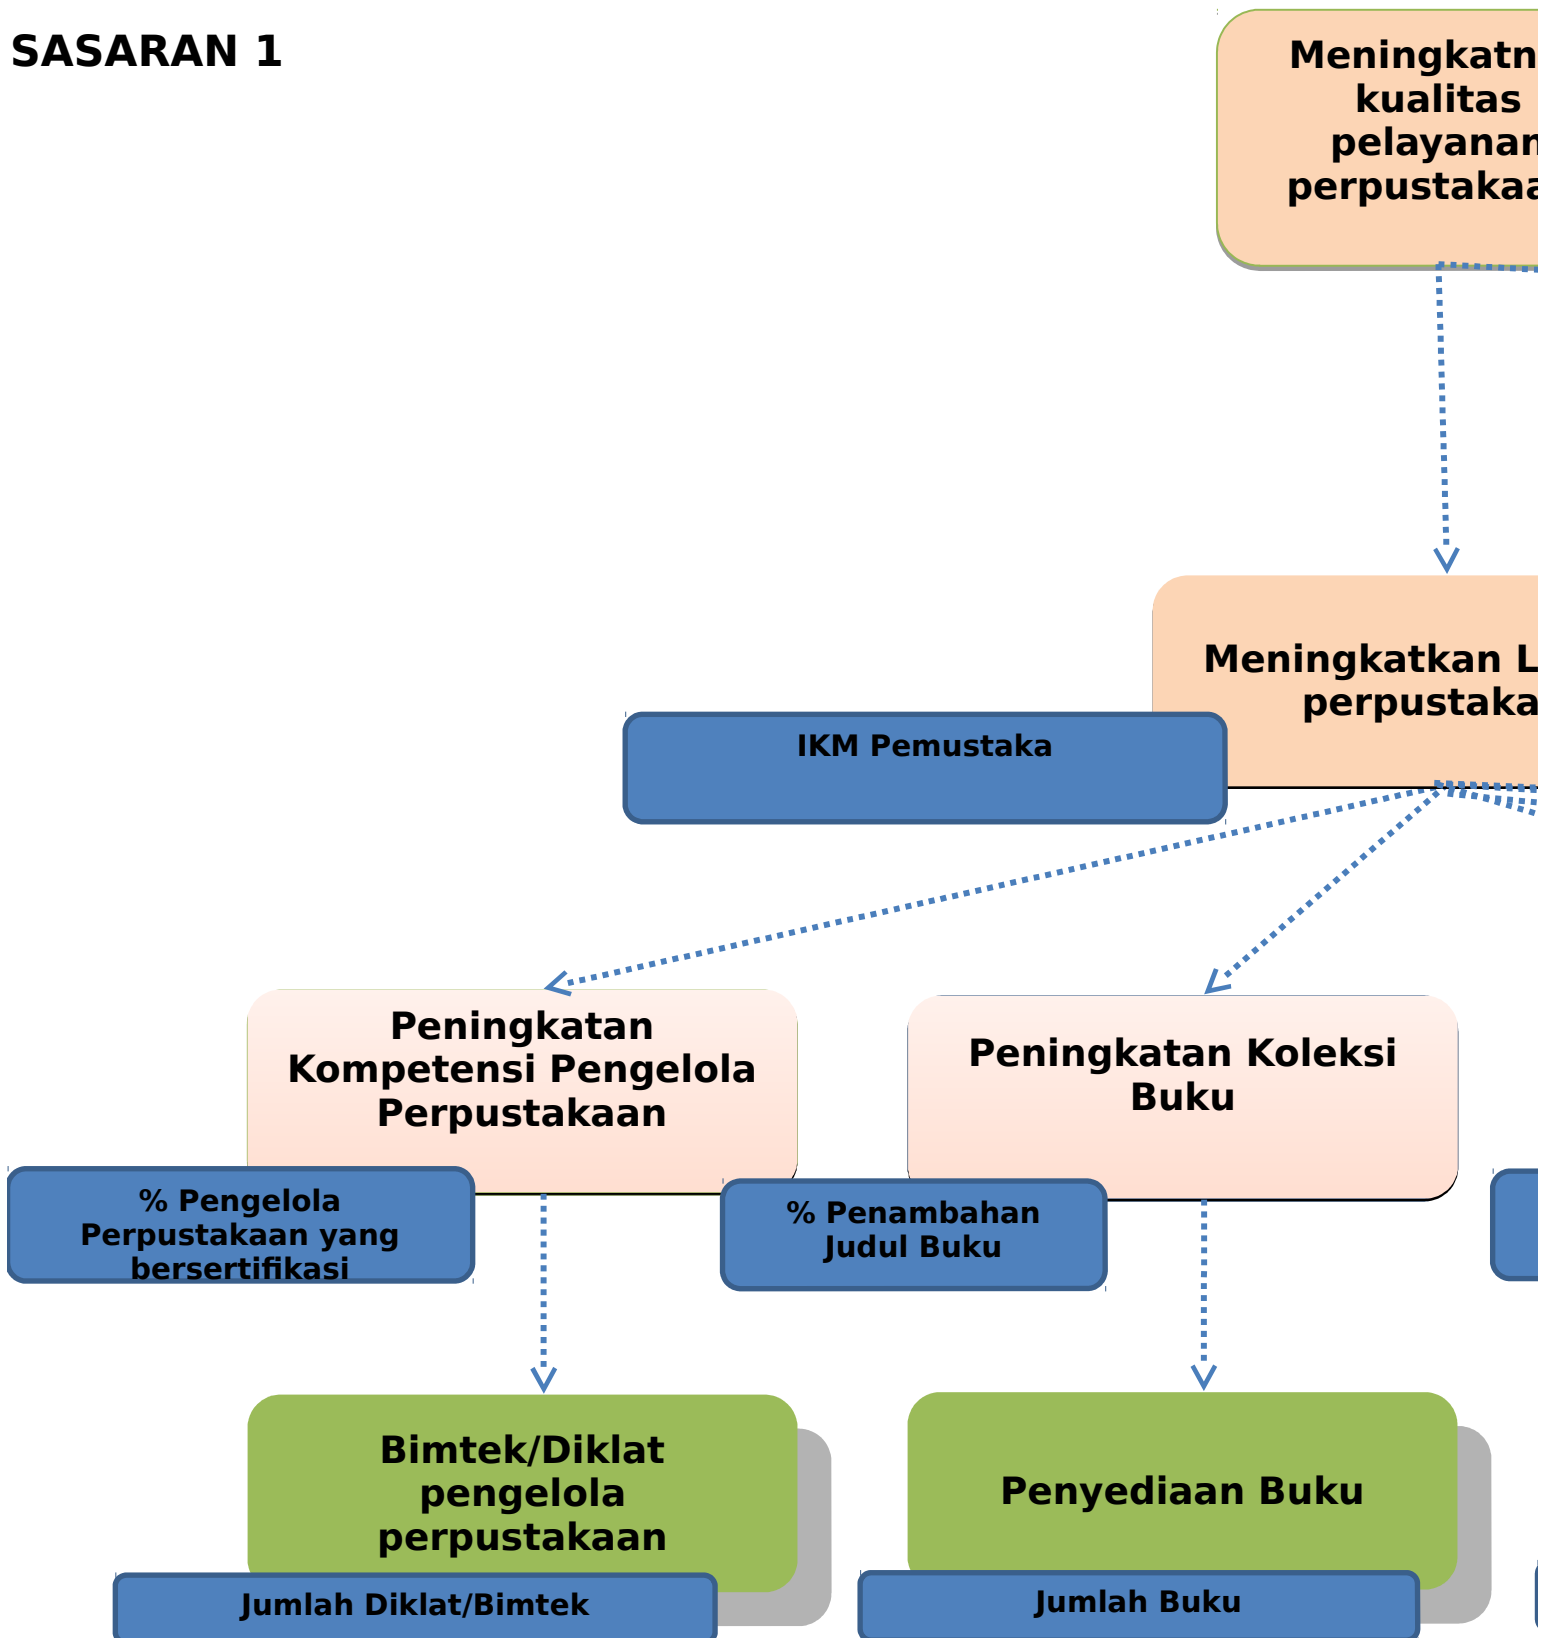 SASARAN 1
Meningkatn
kualitas
pelayanan
perpustakaa
Meningkatkan L
perpustaka
IKM Pemustaka
Peningkatan
Kompetensi Pengelola
Perpustakaan
Peningkatan Koleksi
Buku
% Pengelola
Perpustakaan yang
bersertifikasi
% Penambahan
Judul Buku
Bimtek/Diklat
pengelola
perpustakaan
Penyediaan Buku
Jumlah Diklat/Bimtek
Jumlah Buku